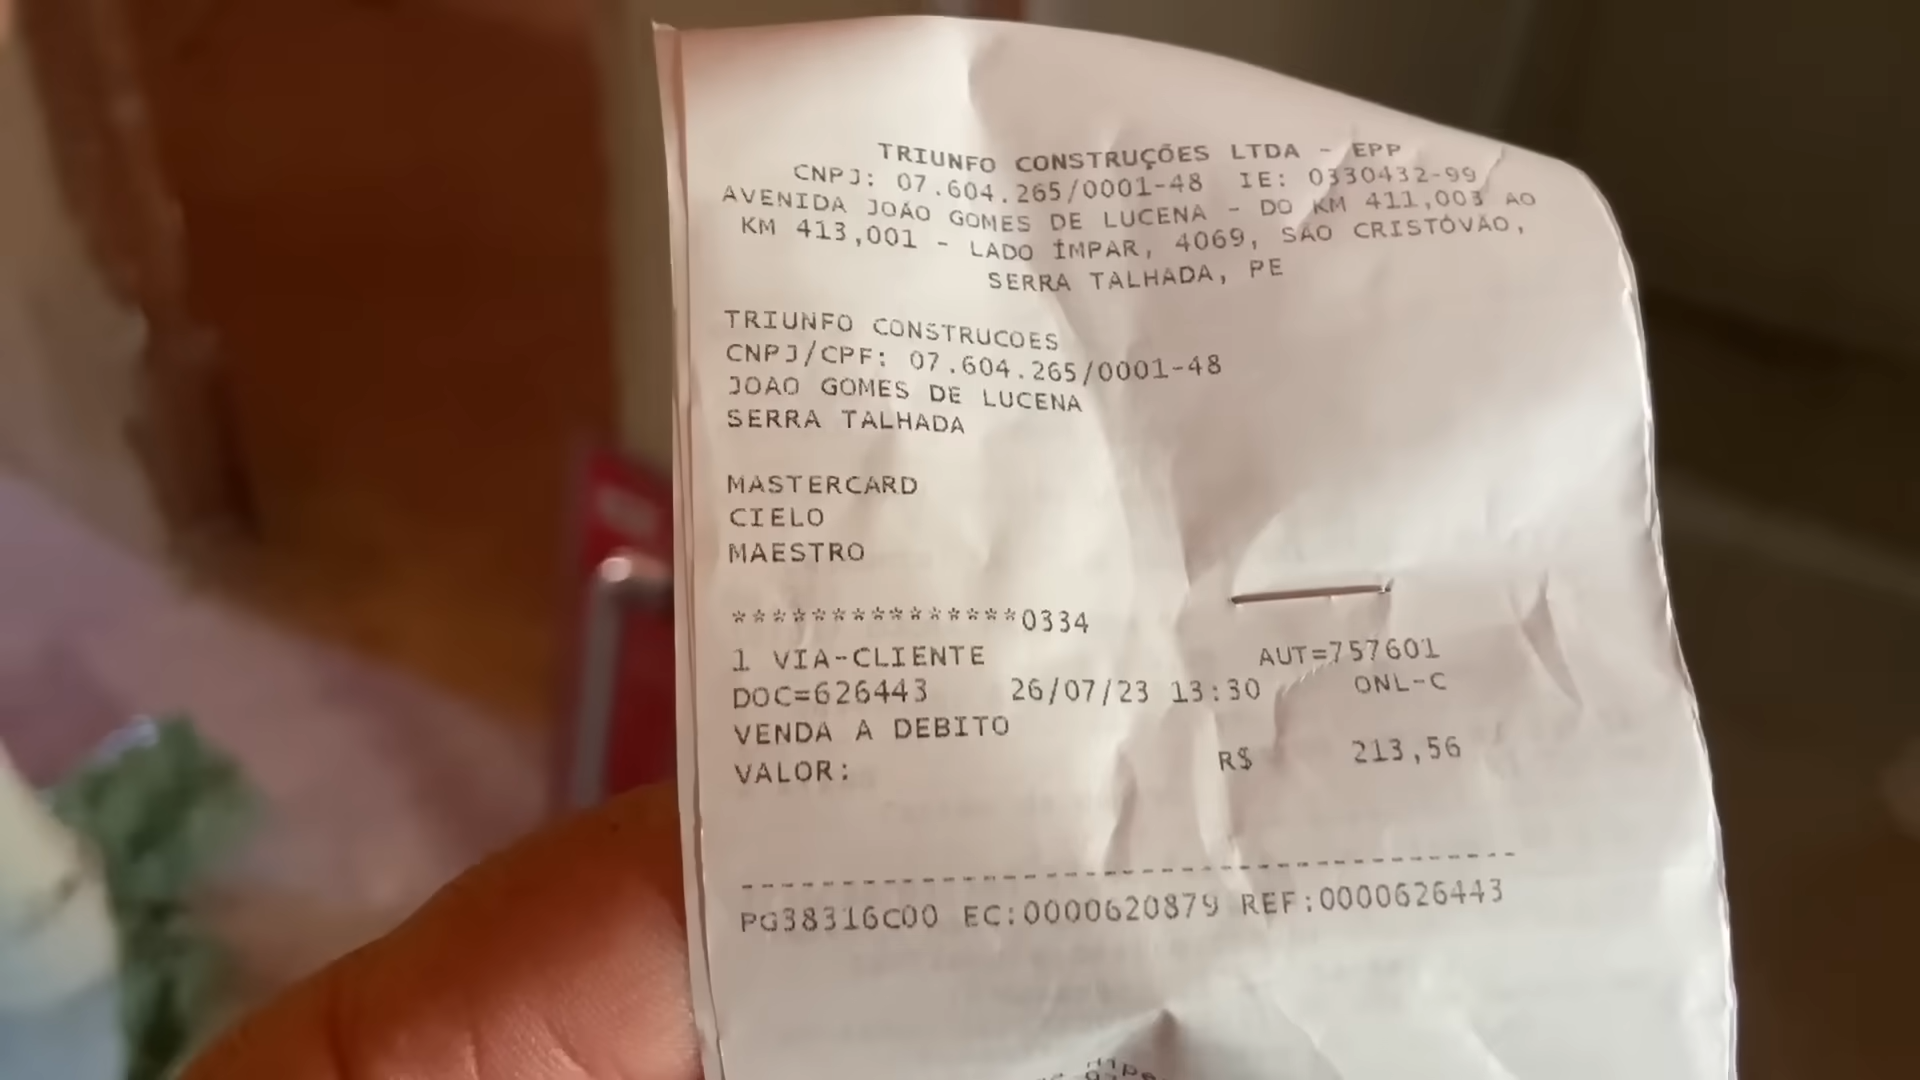 TRIUNFO CONSTRUÇÕES LTDA - EPP
CNPJ: 07.604.265/0001-48 IE: 0330432-99
AVENIDA JOÃO GOMES DE LUCENA - DO KM 411,003 AO
KM 413,001 - LADO ÍMPAR, 4069, SÃO CRISTÓVÃO,
SERRA TALHADA, PE
TRIUNFO CONSTRUCOES
CNPJ/CPF: 07.604.265/0001-48
JOAO GOMES DE LUCENA
SERRA TALHADA
MASTERCARD
CIELO
MAESTRO
***************0334
1 VIA-CLIENTE AUT=757601
DOC=626443 26/07/23 13:30 ONL-C
VENDA A DEBITO
VALOR: R$ 213,56
----------------------------------------
PG38316C00 EC:0000620879 REF:0000626443